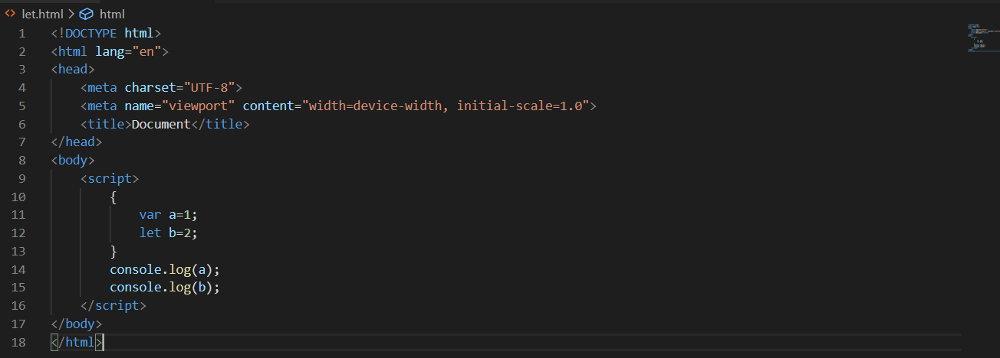 let.html > html
1 <!DOCTYPE html>
2 <html lang="en">
3 <head>
4     <meta charset="UTF-8">
5     <meta name="viewport" content="width=device-width, initial-scale=1.0">
6     <title>Document</title>
7 </head>
8 <body>
9     <script>
10         {
11             var a=1;
12             let b=2;
13         }
14         console.log(a);
15         console.log(b);
16     </script>
17 </body>
18 </html>